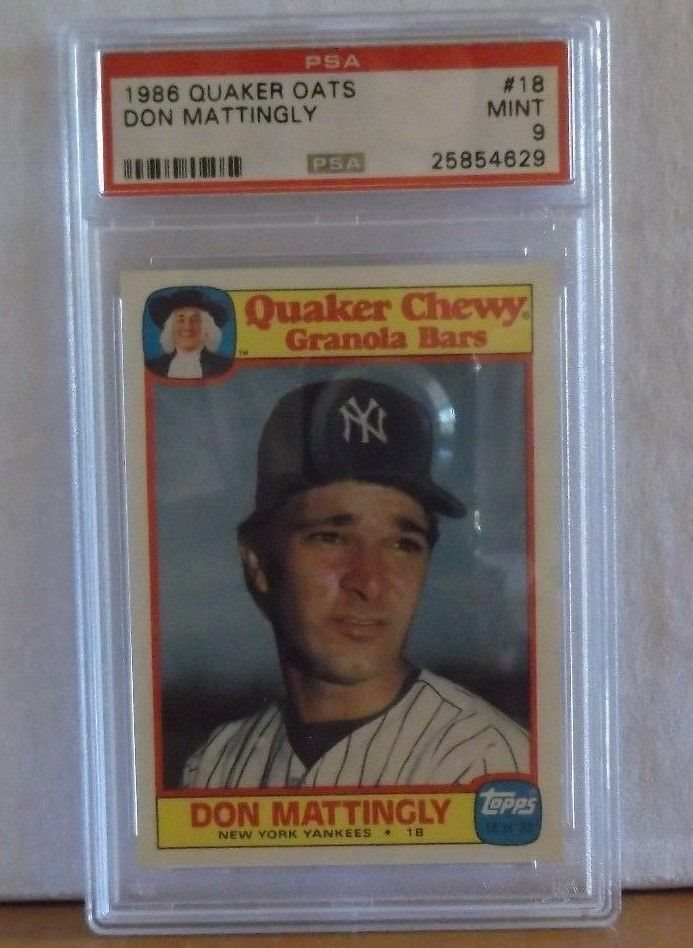 PSA
1986 QUAKER OATS #18
DON MATTINGLY MINT
9
PSA 25854629
Quaker Chewy®
Granola Bars
TM
NY
DON MATTINGLY
NEW YORK YANKEES • 1B
Topps